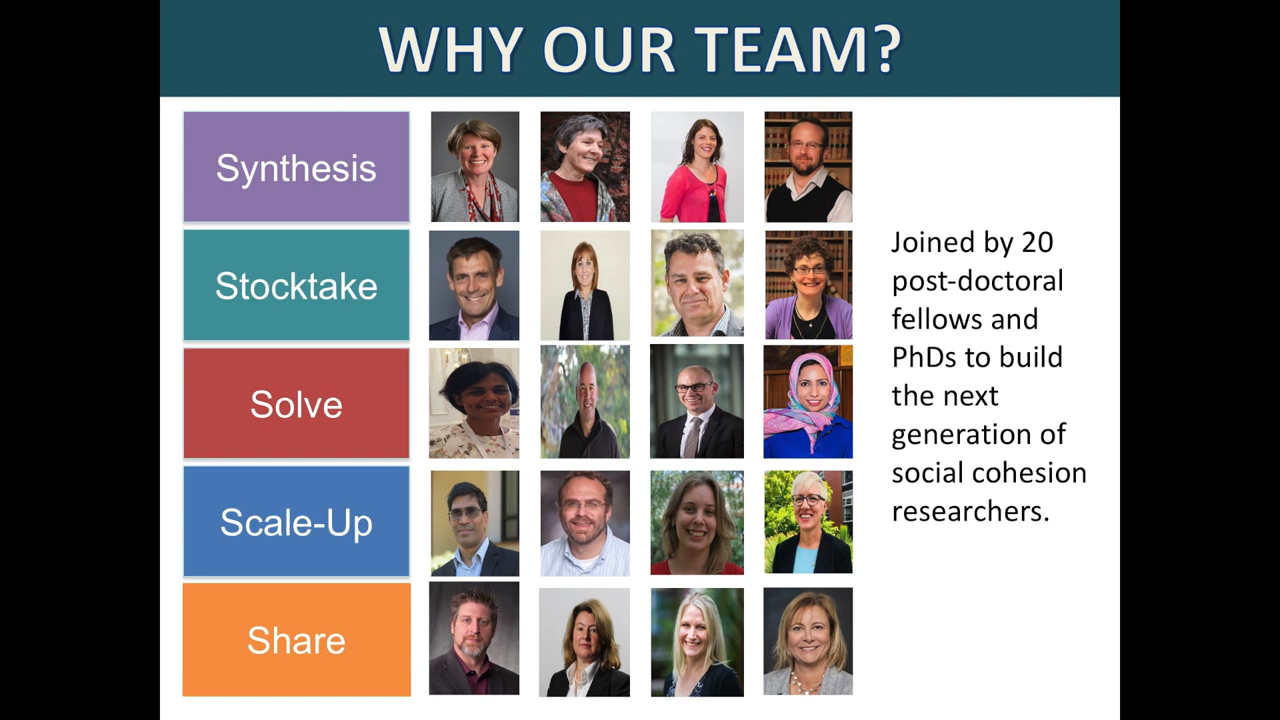 WHY OUR TEAM?
Synthesis
Stocktake
Solve
Scale-Up
Share
Joined by 20
post-doctoral
fellows and
PhDs to build
the next
generation of
social cohesion
researchers.